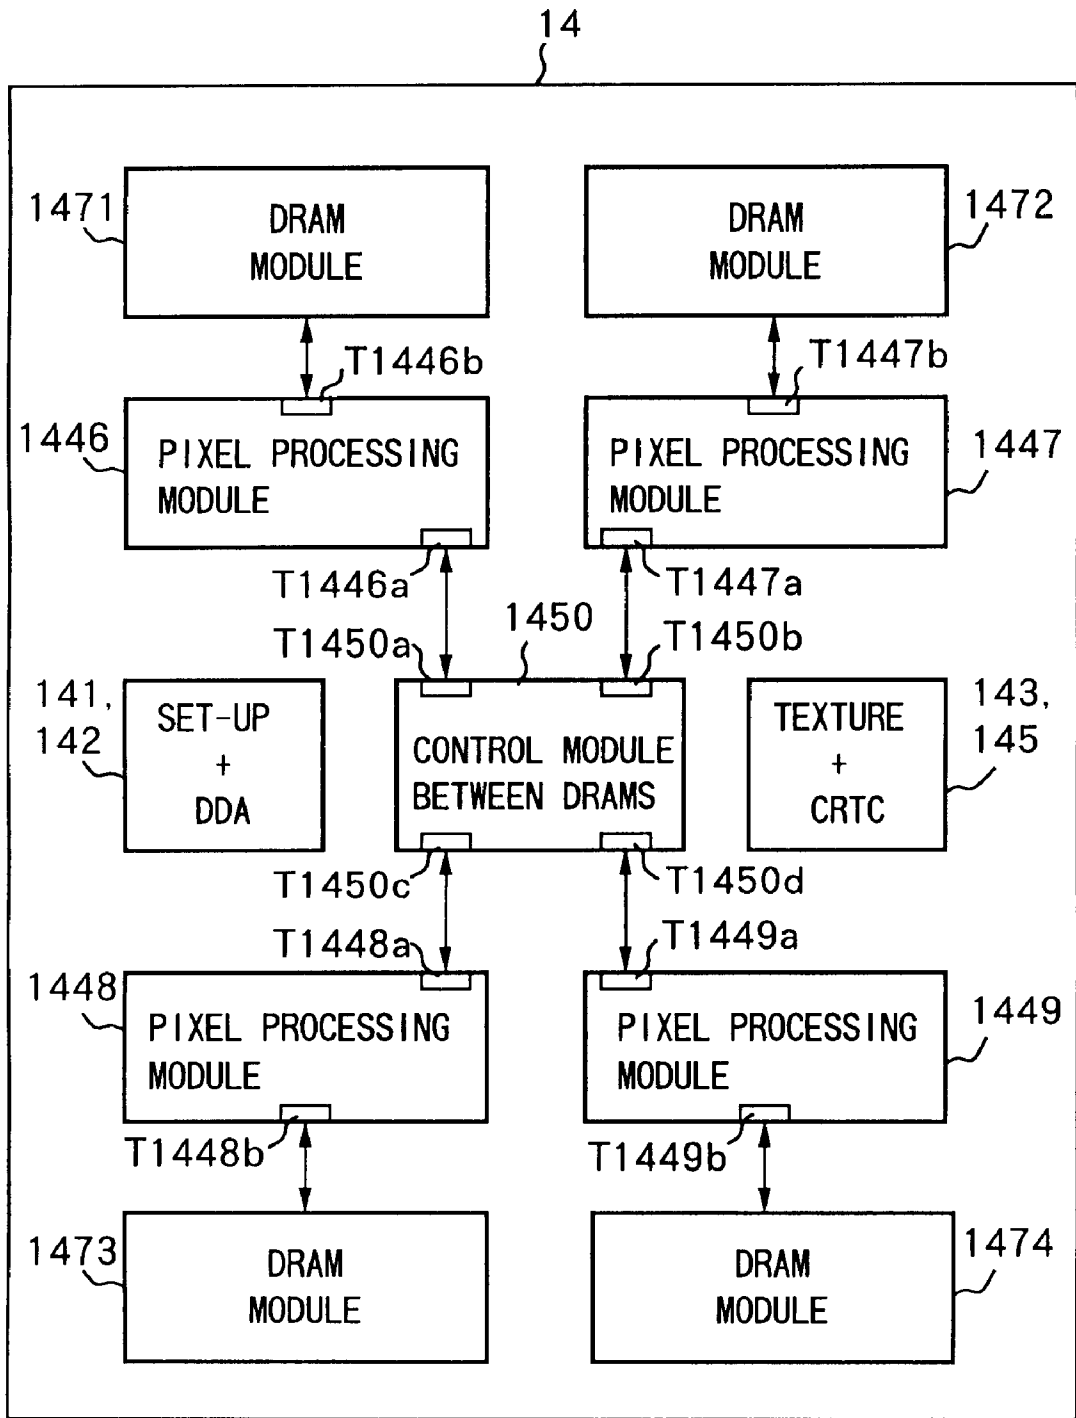 14
1471
DRAM
MODULE
1472
DRAM
MODULE
T1446b
T1447b
1446
PIXEL PROCESSING
MODULE
1447
PIXEL PROCESSING
MODULE
T1446a
T1447a
T1450a
1450
T1450b
141,
142
SET-UP
+
DDA
CONTROL MODULE
BETWEEN DRAMS
TEXTURE
+
CRTC
143,
145
T1450c
T1450d
T1448a
T1449a
1448
PIXEL PROCESSING
MODULE
1449
PIXEL PROCESSING
MODULE
T1448b
T1449b
1473
DRAM
MODULE
1474
DRAM
MODULE